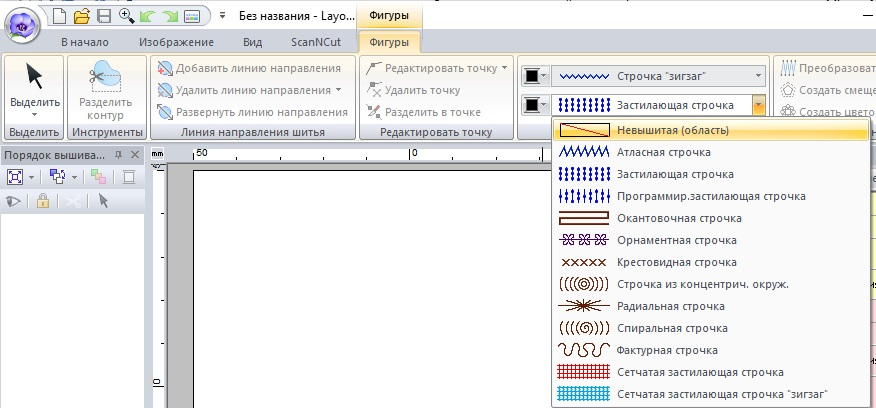 Без названия - Layo...
Фигуры
В начало
Изображение
Вид
ScanNCut
Фигуры
Выделить
Выделить
Разделить контур
Инструменты
Добавить линию направления
Удалить линию направления
Развернуть линию направления
Линия направления шитья
Редактировать точку
Удалить точку
Разделить в точке
Редактировать точку
Строчка "зигзаг"
Застилающая строчка
Преобразоват
Создать смеще
Создать цвето
Порядок вышива...
mm
50
0
Невышитая (область)
Атласная строчка
Застилающая строчка
Программир.застилающая строчка
Окантовочная строчка
Орнаментная строчка
Крестовидная строчка
Строчка из концентрич. окруж.
Радиальная строчка
Спиральная строчка
Фактурная строчка
Сетчатая застилающая строчка
Сетчатая застилающая строчка "зигзаг"